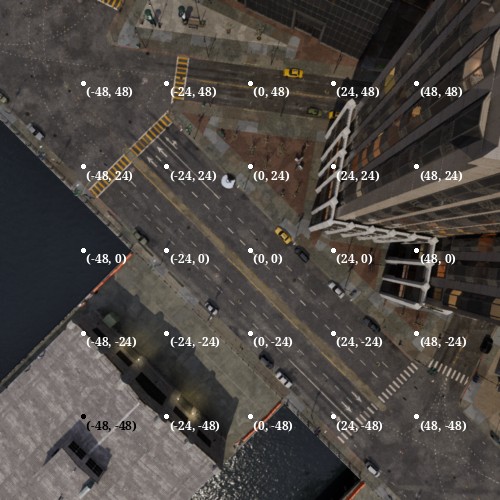 (-48, 48) (-24, 48) (0, 48) (24, 48) (48, 48)
(-48, 24) (-24, 24) (0, 24) (24, 24) (48, 24)
(-48, 0) (-24, 0) (0, 0) (24, 0) (48, 0)
(-48, -24) (-24, -24) (0, -24) (24, -24) (48, -24)
(-48, -48) (-24, -48) (0, -48) (24, -48) (48, -48)